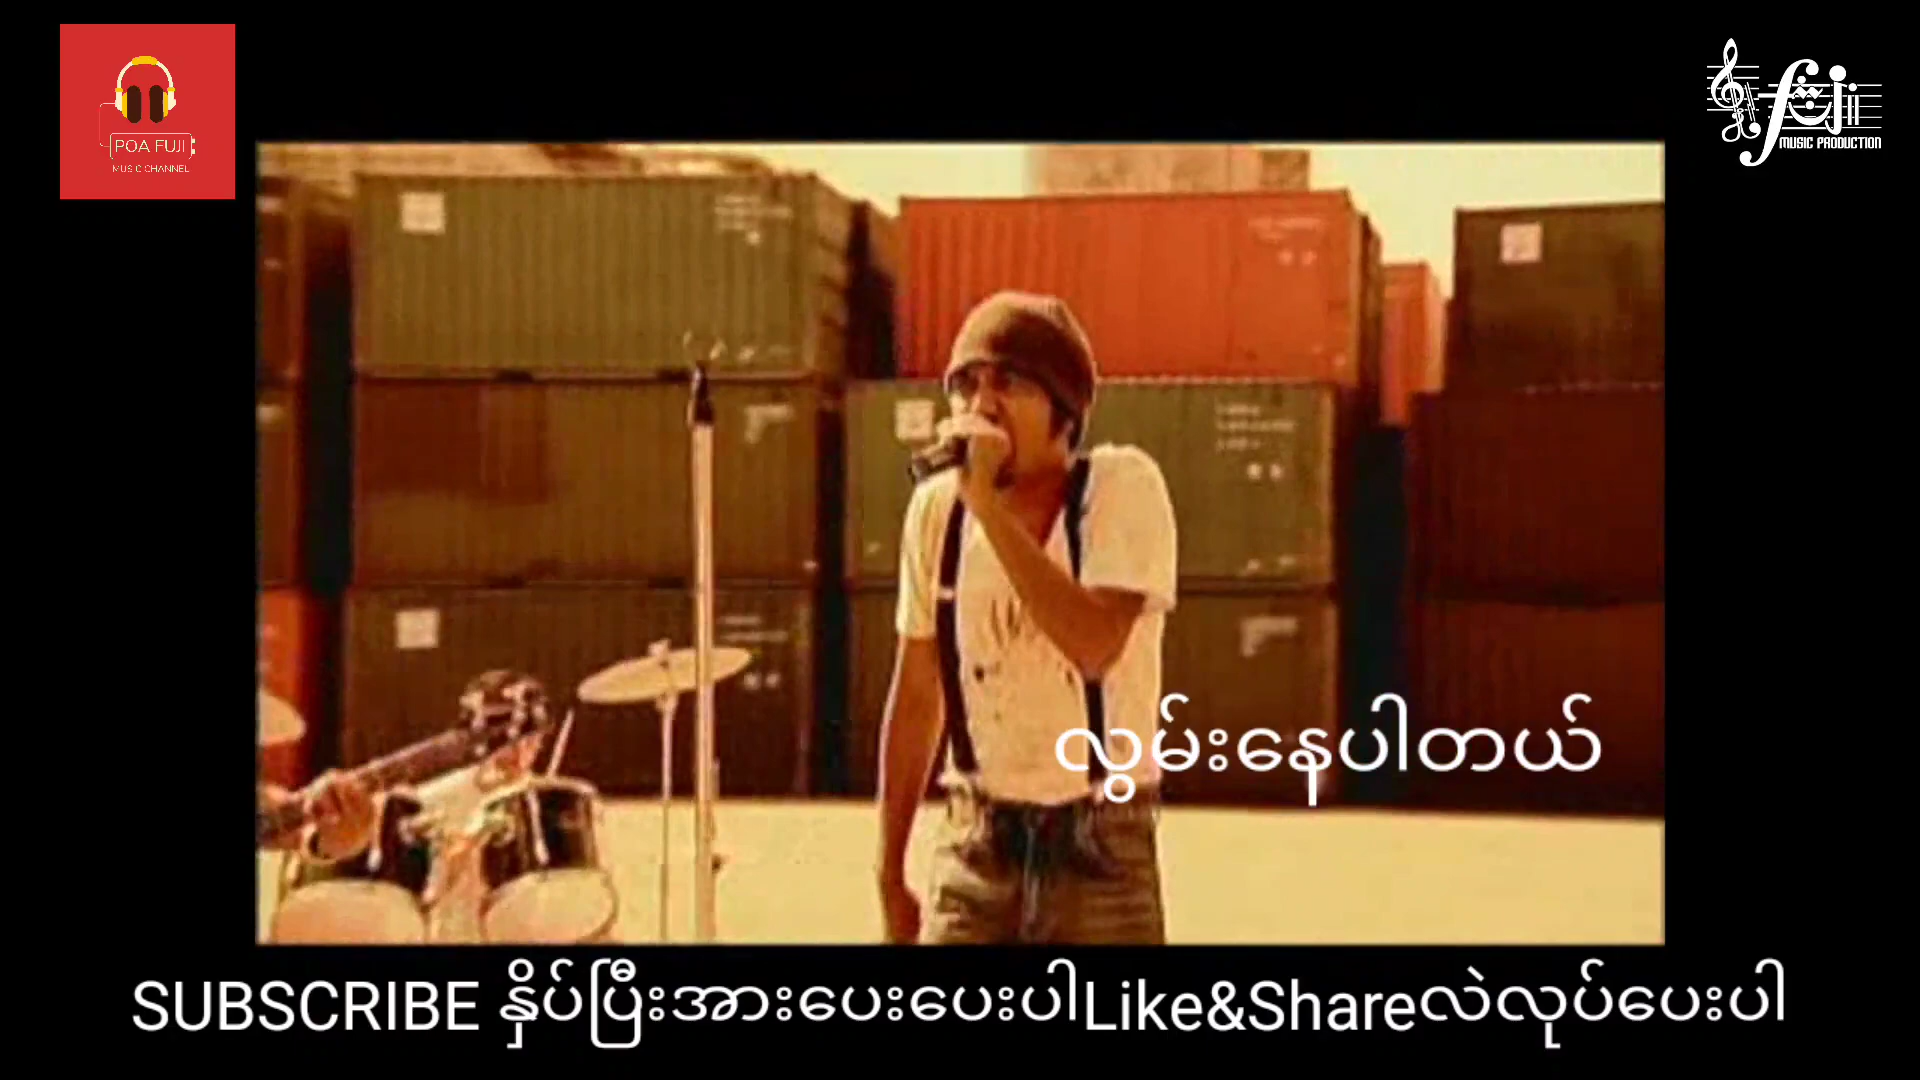 POA FUJI
MUSIC CHANNEL
fuji
MUSIC PRODUCTION
လွမ်းနေပါတယ်
SUBSCRIBE နှိပ်ပြီးအားပေးပေးပါLike&Shareလဲလုပ်ပေးပါ